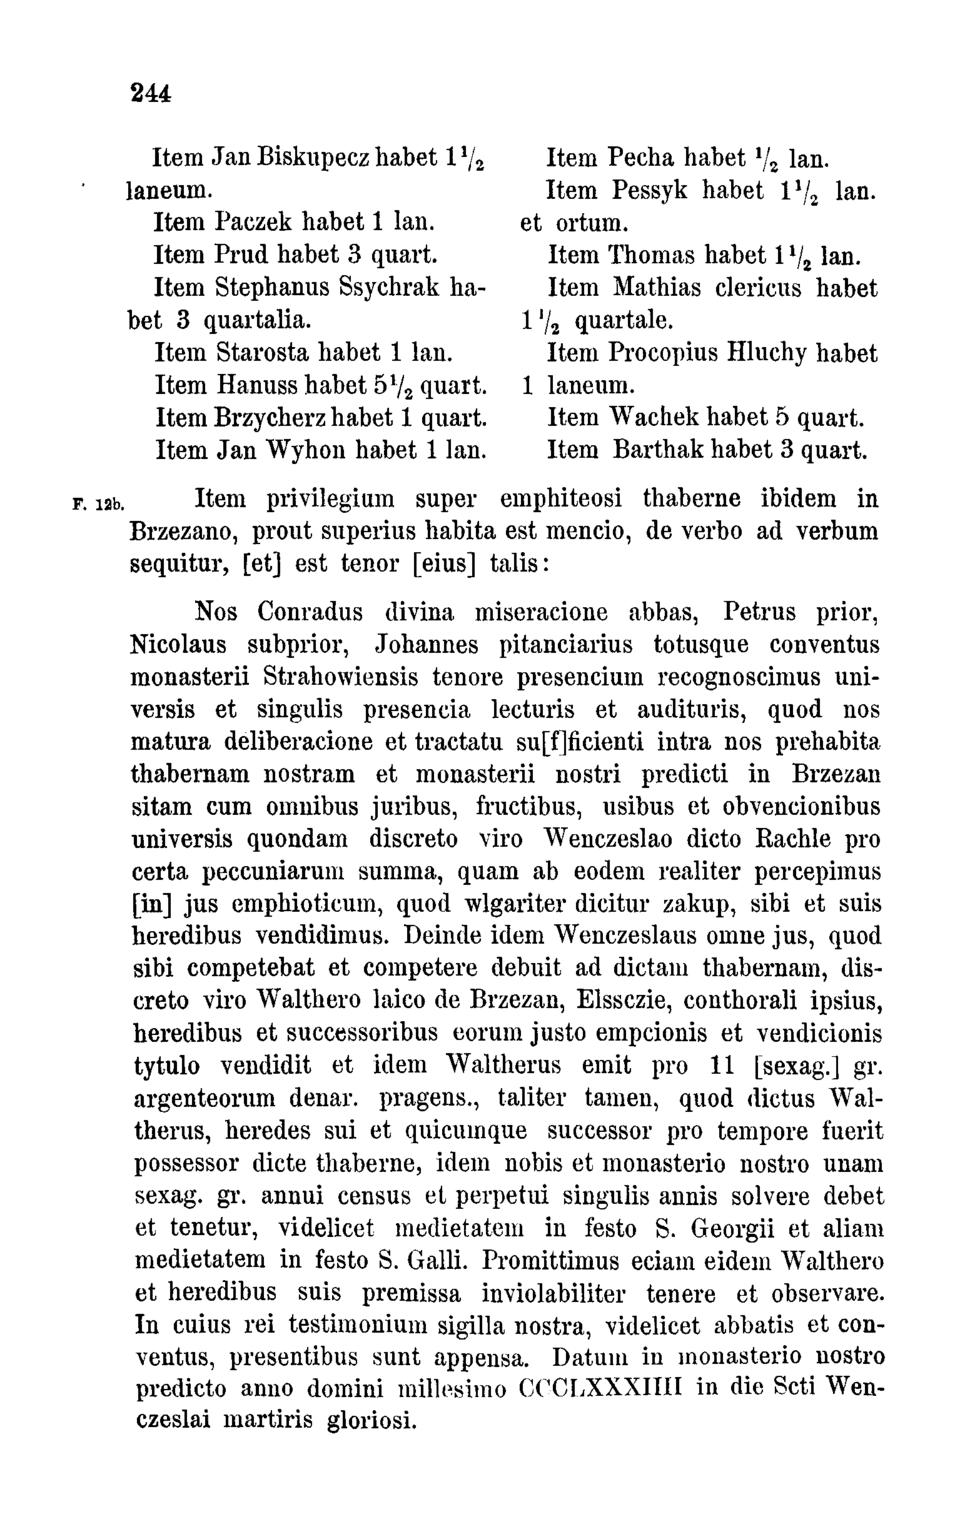 244
Item Jan Biskupecz habet 1 1/2
laneum.
Item Paczek habet 1 lan.
Item Prud habet 3 quart.
Item Stephanus Ssychrak ha-
bet 3 quartalia.
Item Starosta habet 1 lan.
Item Hanuss habet 5 1/2 quart.
Item Brzycherz habet 1 quart.
Item Jan Wyhon habet 1 lan.
Item Pecha habet 1/2 lan.
Item Pessyk habet 1 1/2 lan.
et ortum.
Item Thomas habet 1 1/2 lan.
Item Mathias clericus habet
1 1/2 quartale.
Item Procopius Hluchy habet
1 laneum.
Item Wachek habet 5 quart.
Item Barthak habet 3 quart.
F. 12b. Item privilegium super emphiteosi thaberne ibidem in
Brzezano, prout superius habita est mencio, de verbo ad verbum
sequitur, [et] est tenor [eius] talis:
Nos Conradus divina miseracione abbas, Petrus prior,
Nicolaus subprior, Johannes pitanciarius totusque conventus
monasterii Strahowiensis tenore presencium recognoscimus uni-
versis et singulis presencia lecturis et audituris, quod nos
matura deliberacione et tractatu su[f]ficienti intra nos prehabita
thabernam nostram et monasterii nostri predicti in Brzezan
sitam cum omnibus juribus, fructibus, usibus et obvencionibus
universis quondam discreto viro Wenczeslao dicto Rachle pro
certa peccuniarum summa, quam ab eodem realiter percepimus
[in] jus emphioticum, quod wlgariter dicitur zakup, sibi et suis
heredibus vendidimus. Deinde idem Wenczeslaus omne jus, quod
sibi competebat et competere debuit ad dictam thabernam, dis-
creto viro Walthero laico de Brzezan, Elssczie, conthorali ipsius,
heredibus et successoribus eorum justo empcionis et vendicionis
tytulo vendidit et idem Waltherus emit pro 11 [sexag.] gr.
argenteorum denar. pragens., taliter tamen, quod dictus Wal-
therus, heredes sui et quicumque successor pro tempore fuerit
possessor dicte thaberne, idem nobis et monasterio nostro unam
sexag. gr. annui census et perpetui singulis annis solvere debet
et tenetur, videlicet medietatem in festo S. Georgii et aliam
medietatem in festo S. Galli. Promittimus eciam eidem Walthero
et heredibus suis premissa inviolabiliter tenere et observare.
In cuius rei testimonium sigilla nostra, videlicet abbatis et con-
ventus, presentibus sunt appensa. Datum in monasterio nostro
predicto anno domini millesimo CCCLXXXIIII in die Scti Wen-
czeslai martiris gloriosi.